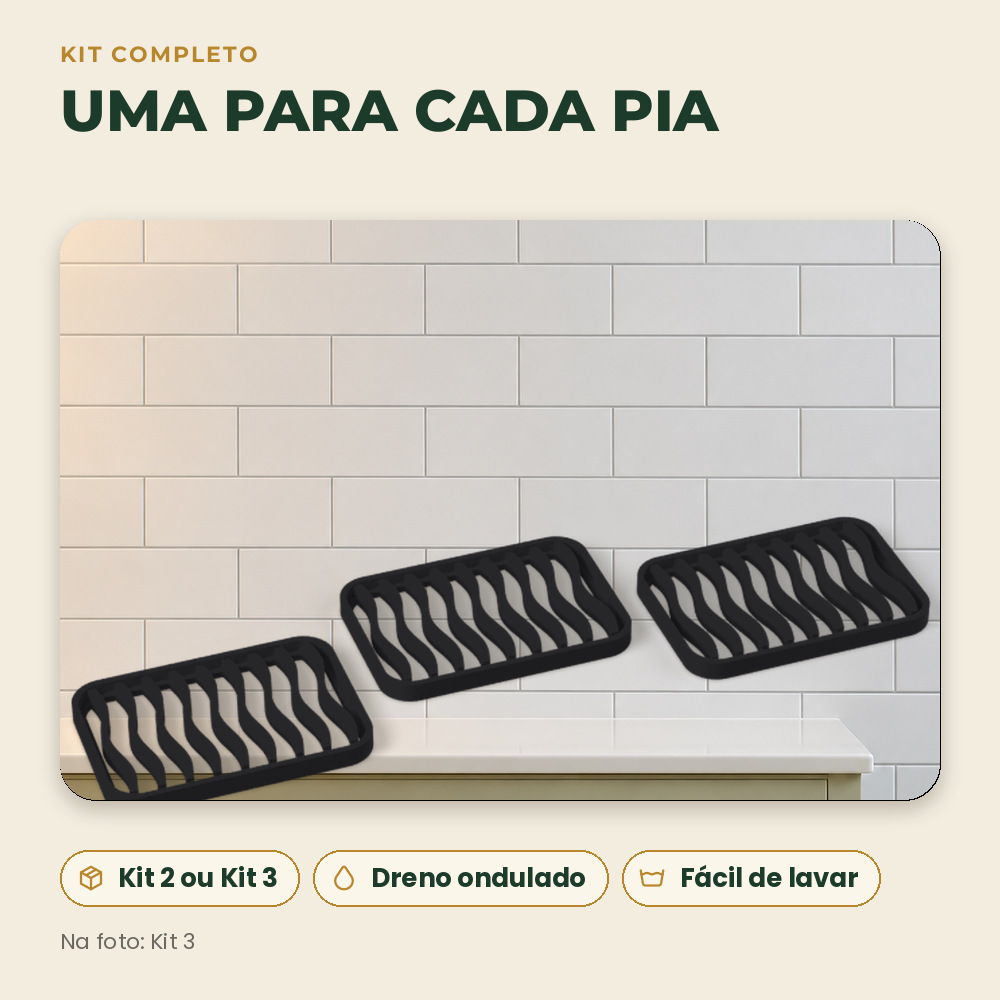 KIT COMPLETO
UMA PARA CADA PIA
Kit 2 ou Kit 3
Dreno ondulado
Fácil de lavar
Na foto: Kit 3